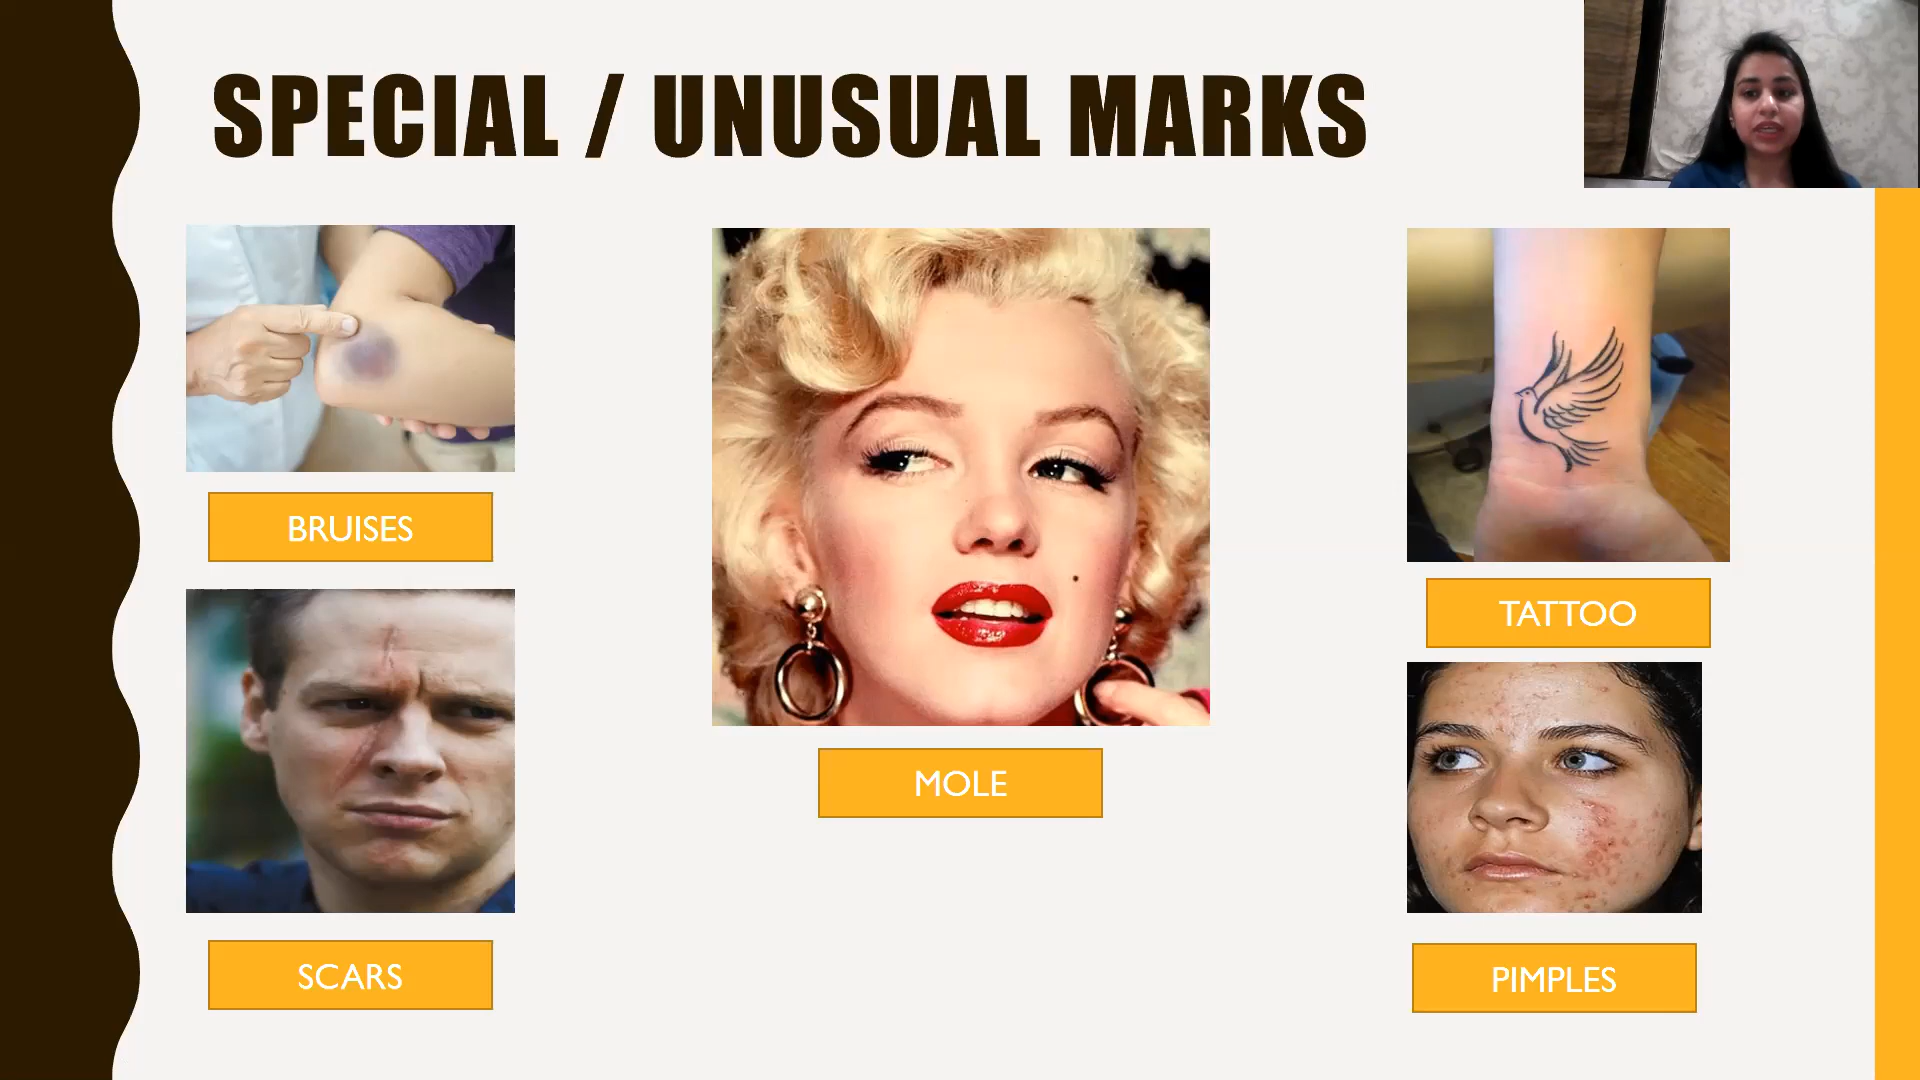 SPECIAL / UNUSUAL MARKS
BRUISES
SCARS
MOLE
TATTOO
PIMPLES